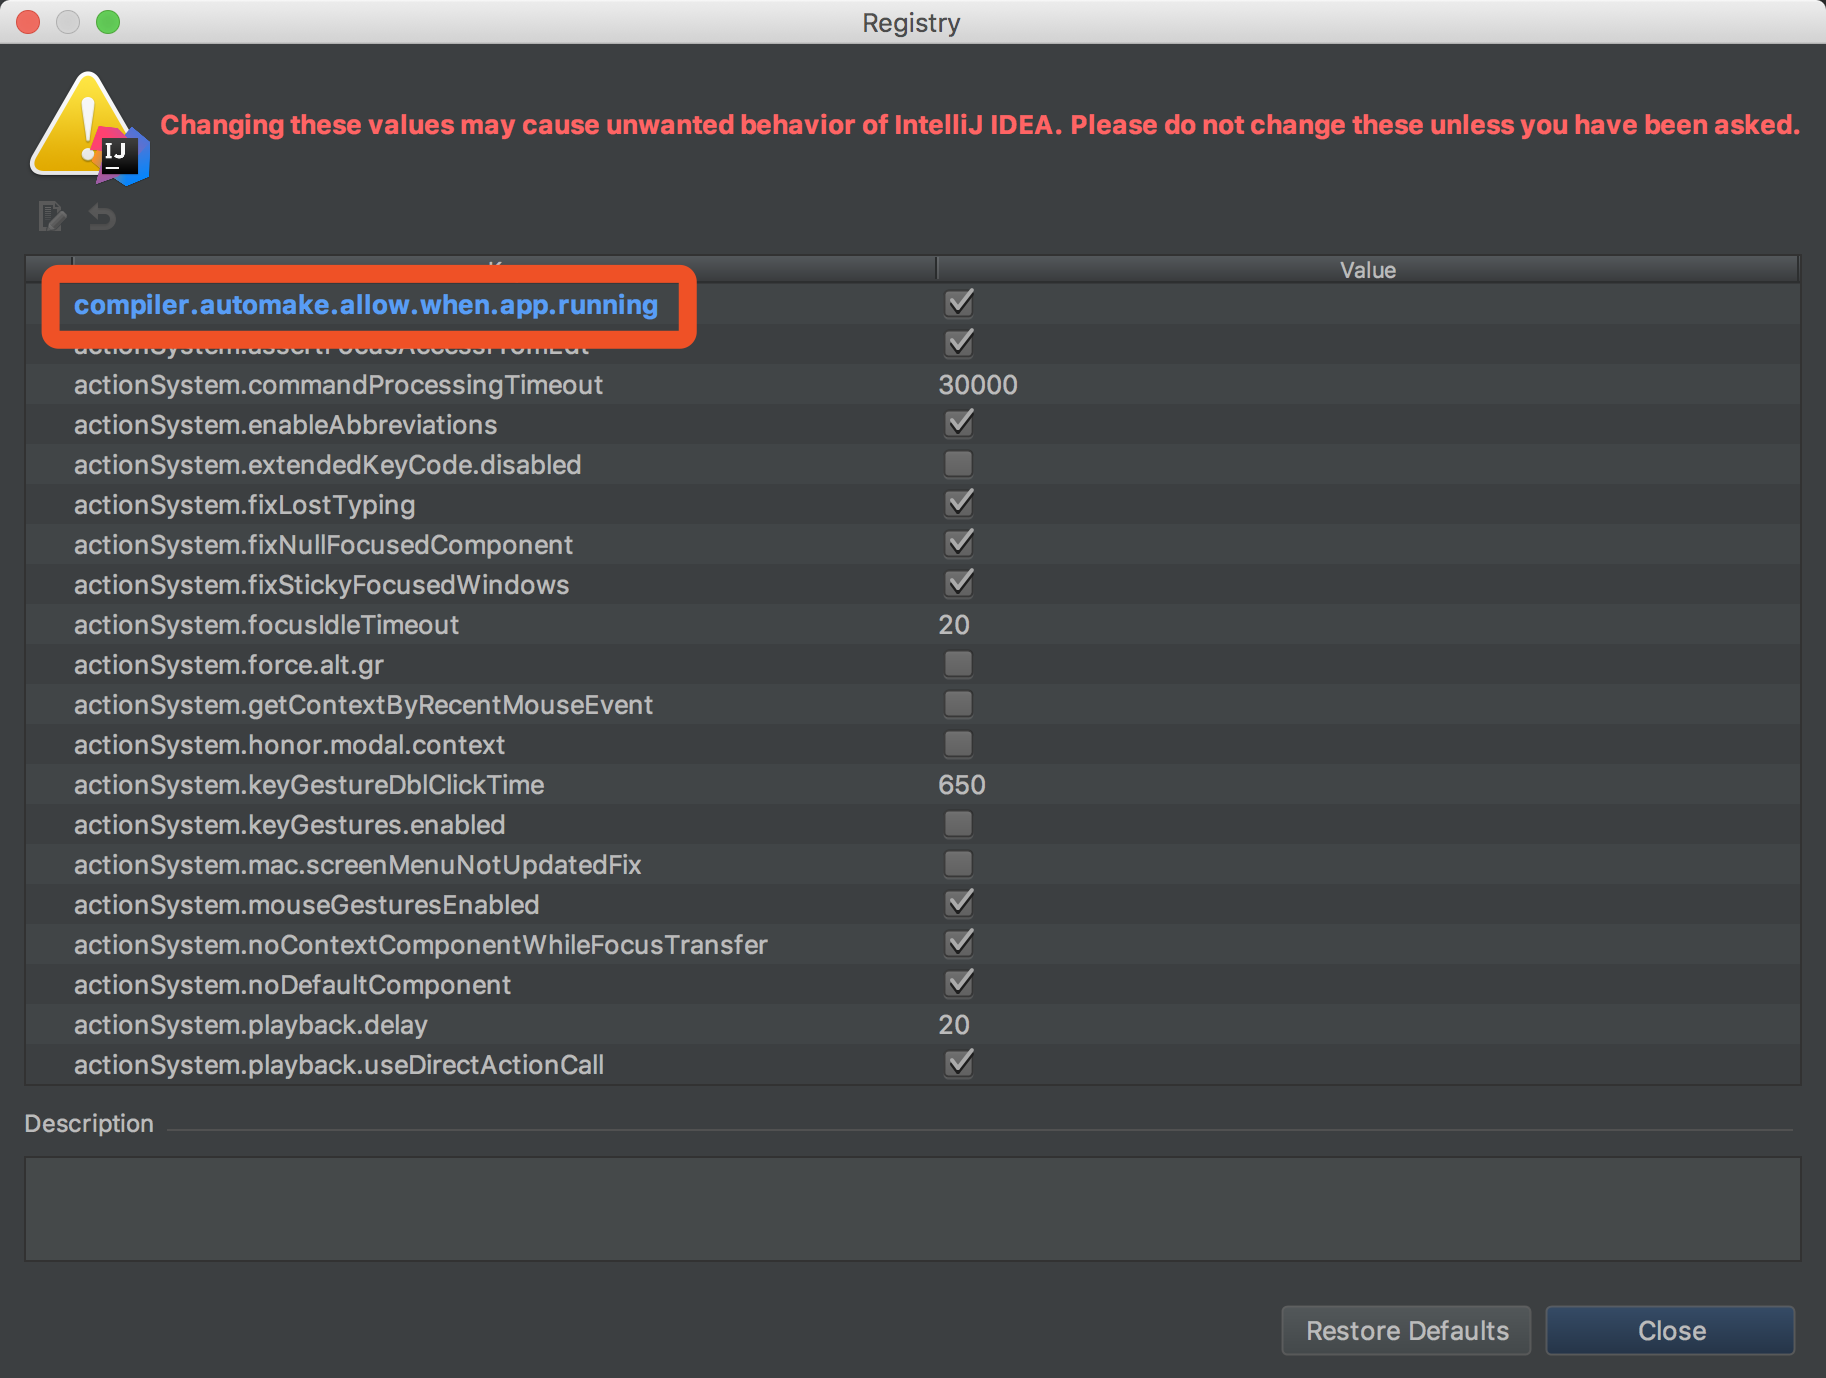 Registry
IJ
Changing these values may cause unwanted behavior of IntelliJ IDEA. Please do not change these unless you have been asked.
Value
compiler.automake.allow.when.app.running
actionSystem.assertFocusAccessFromEdt
actionSystem.commandProcessingTimeout 30000
actionSystem.enableAbbreviations
actionSystem.extendedKeyCode.disabled
actionSystem.fixLostTyping
actionSystem.fixNullFocusedComponent
actionSystem.fixStickyFocusedWindows
actionSystem.focusIdleTimeout 20
actionSystem.force.alt.gr
actionSystem.getContextByRecentMouseEvent
actionSystem.honor.modal.context
actionSystem.keyGestureDblClickTime 650
actionSystem.keyGestures.enabled
actionSystem.mac.screenMenuNotUpdatedFix
actionSystem.mouseGesturesEnabled
actionSystem.noContextComponentWhileFocusTransfer
actionSystem.noDefaultComponent
actionSystem.playback.delay 20
actionSystem.playback.useDirectActionCall
Description
Restore Defaults Close